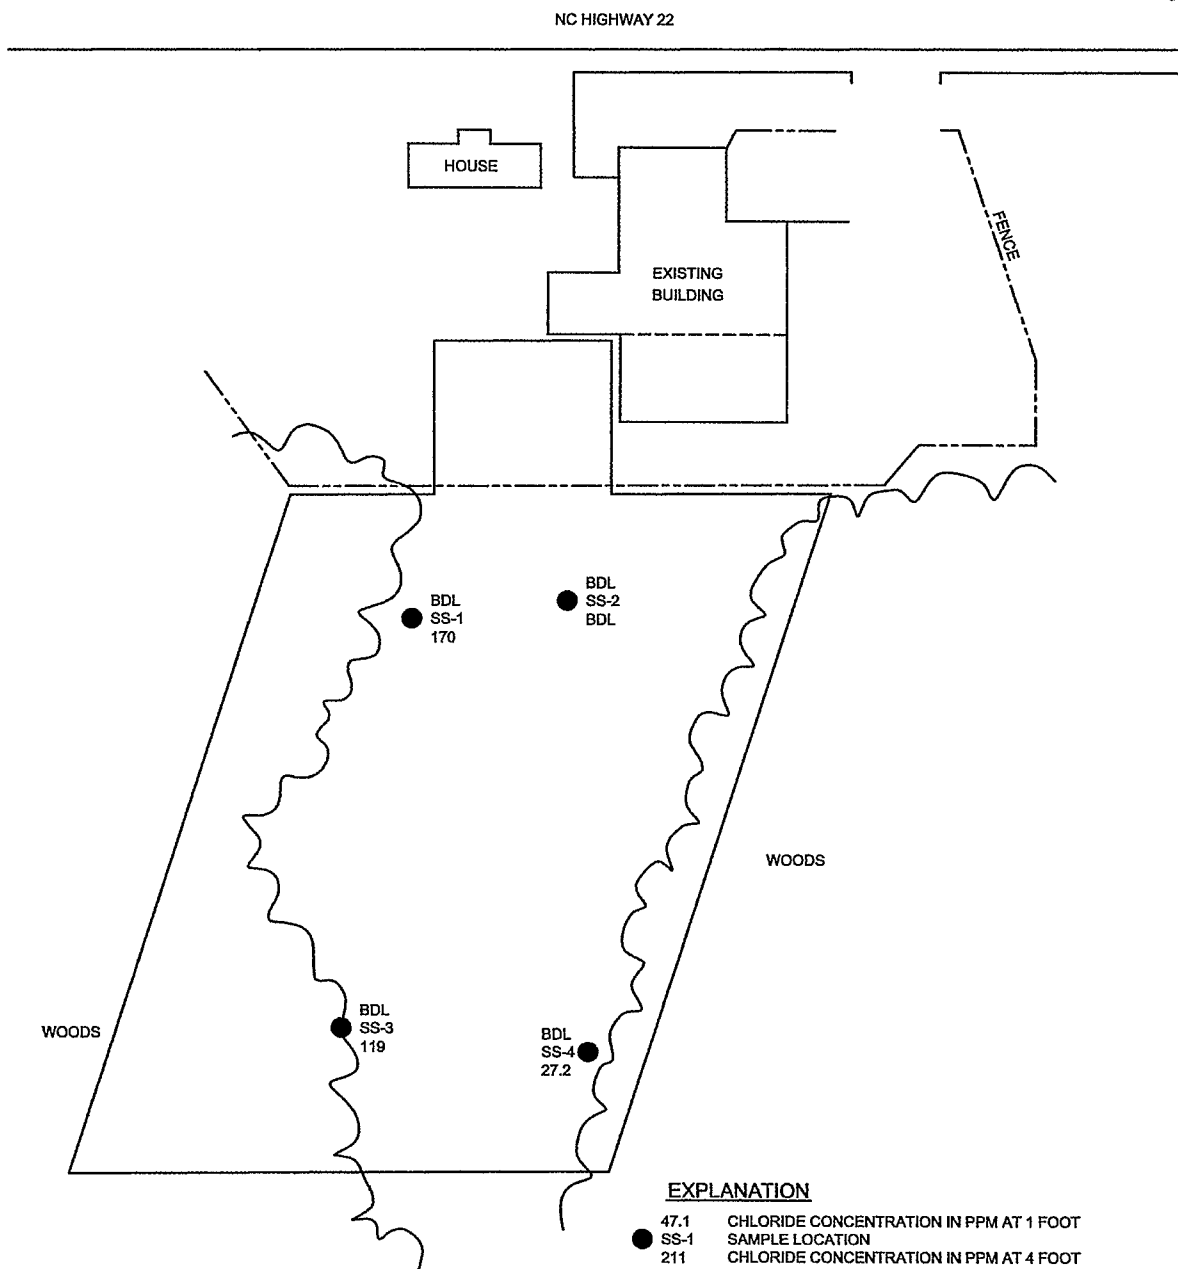 NC HIGHWAY 22
HOUSE
FENCE
EXISTING
BUILDING
BDL
SS-1
170
BDL
SS-2
BDL
WOODS
WOODS
BDL
SS-3
119
BDL
SS-4
27.2
EXPLANATION
47.1 CHLORIDE CONCENTRATION IN PPM AT 1 FOOT
SS-1 SAMPLE LOCATION
211 CHLORIDE CONCENTRATION IN PPM AT 4 FOOT